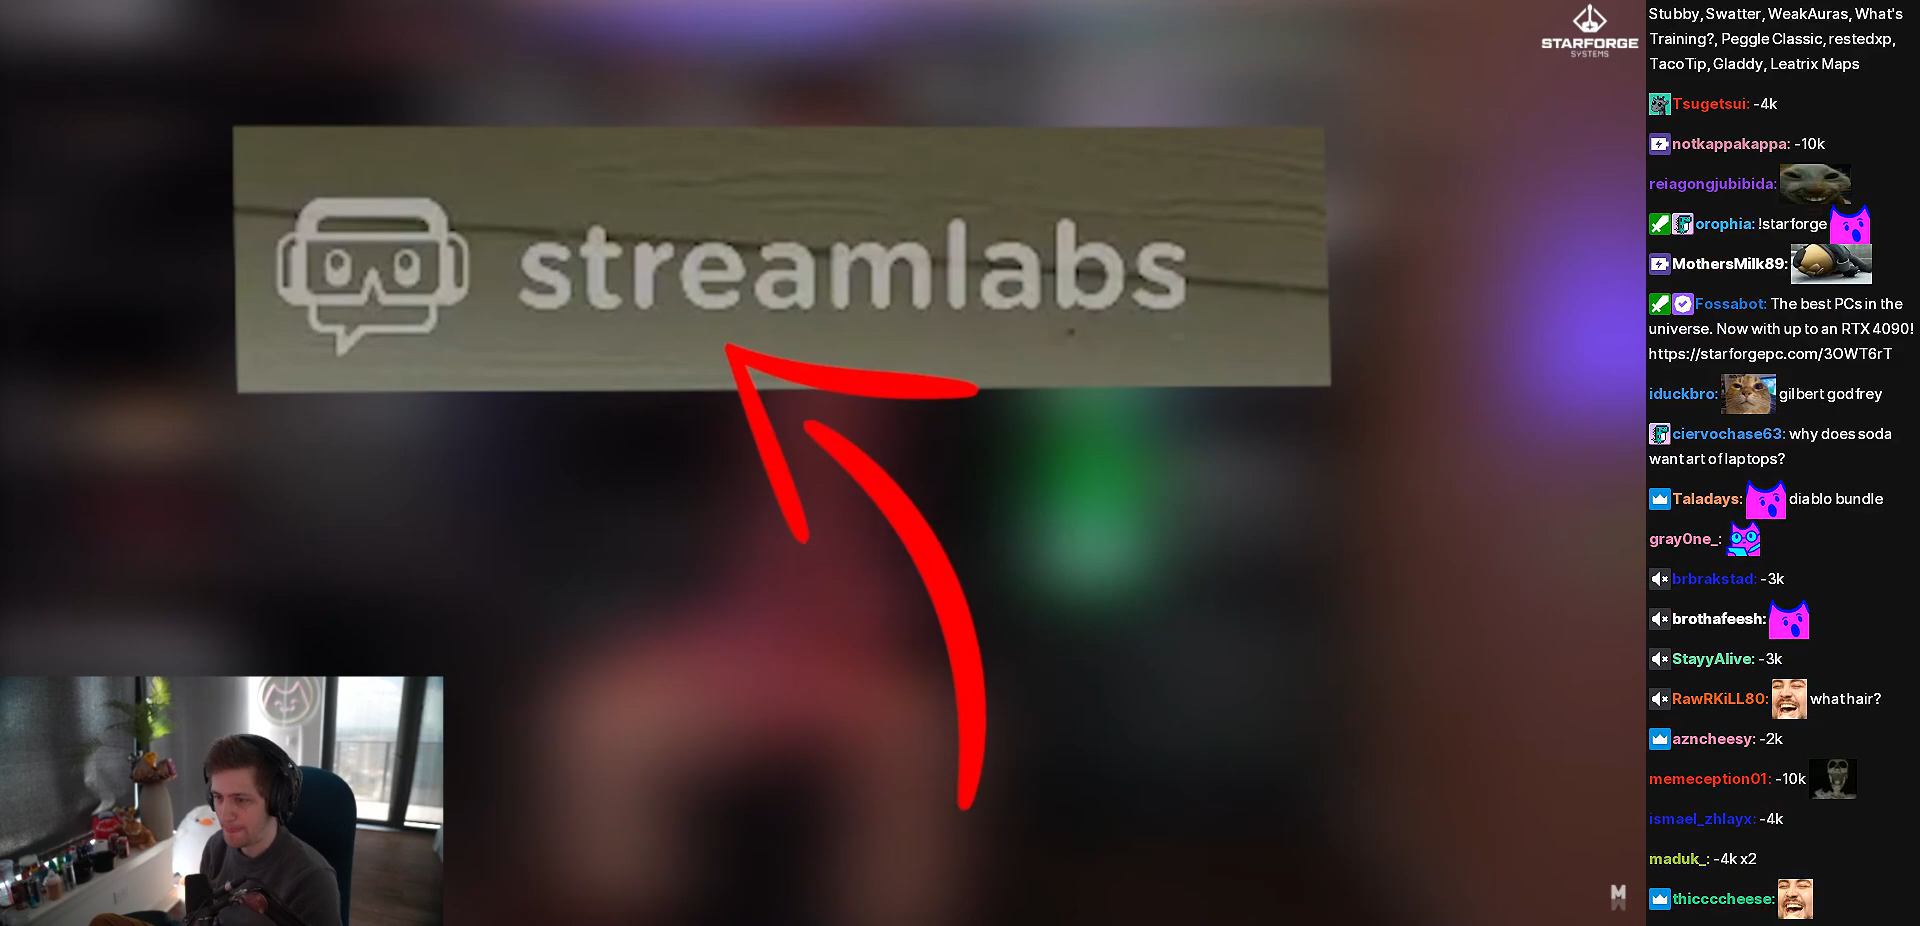 STARFORGE
SYSTEMS
streamlabs
M
Stubby, Swatter, WeakAuras, What's
Training?, Peggle Classic, restedxp,
TacoTip, Gladdy, Leatrix Maps
Tsugetsui: -4k
notkappakappa: -10k
reiagongjubibida:
orophia: !starforge
MothersMilk89:
Fossabot: The best PCs in the
universe. Now with up to an RTX 4090!
https://starforgepc.com/3OWT6rT
iduckbro: gilbert godfrey
ciervochase63: why does soda
want art of laptops?
Taladays: diablo bundle
gray0ne_:
brbrakstad: -3k
brothafeesh:
StayyAlive: -3k
RawRKiLL80: what hair?
azncheesy: -2k
memeception01: -10k
ismael_zhlayx: -4k
maduk_: -4k x2
thiccccheese: